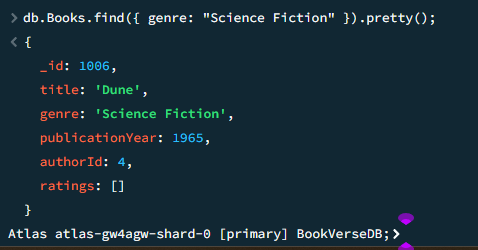 > db.Books.find({ genre: "Science Fiction" }).pretty();
< {
_id: 1006,
title: 'Dune',
genre: 'Science Fiction',
publicationYear: 1965,
authorId: 4,
ratings: []
}
Atlas atlas-gw4agw-shard-0 [primary] BookVerseDB;>